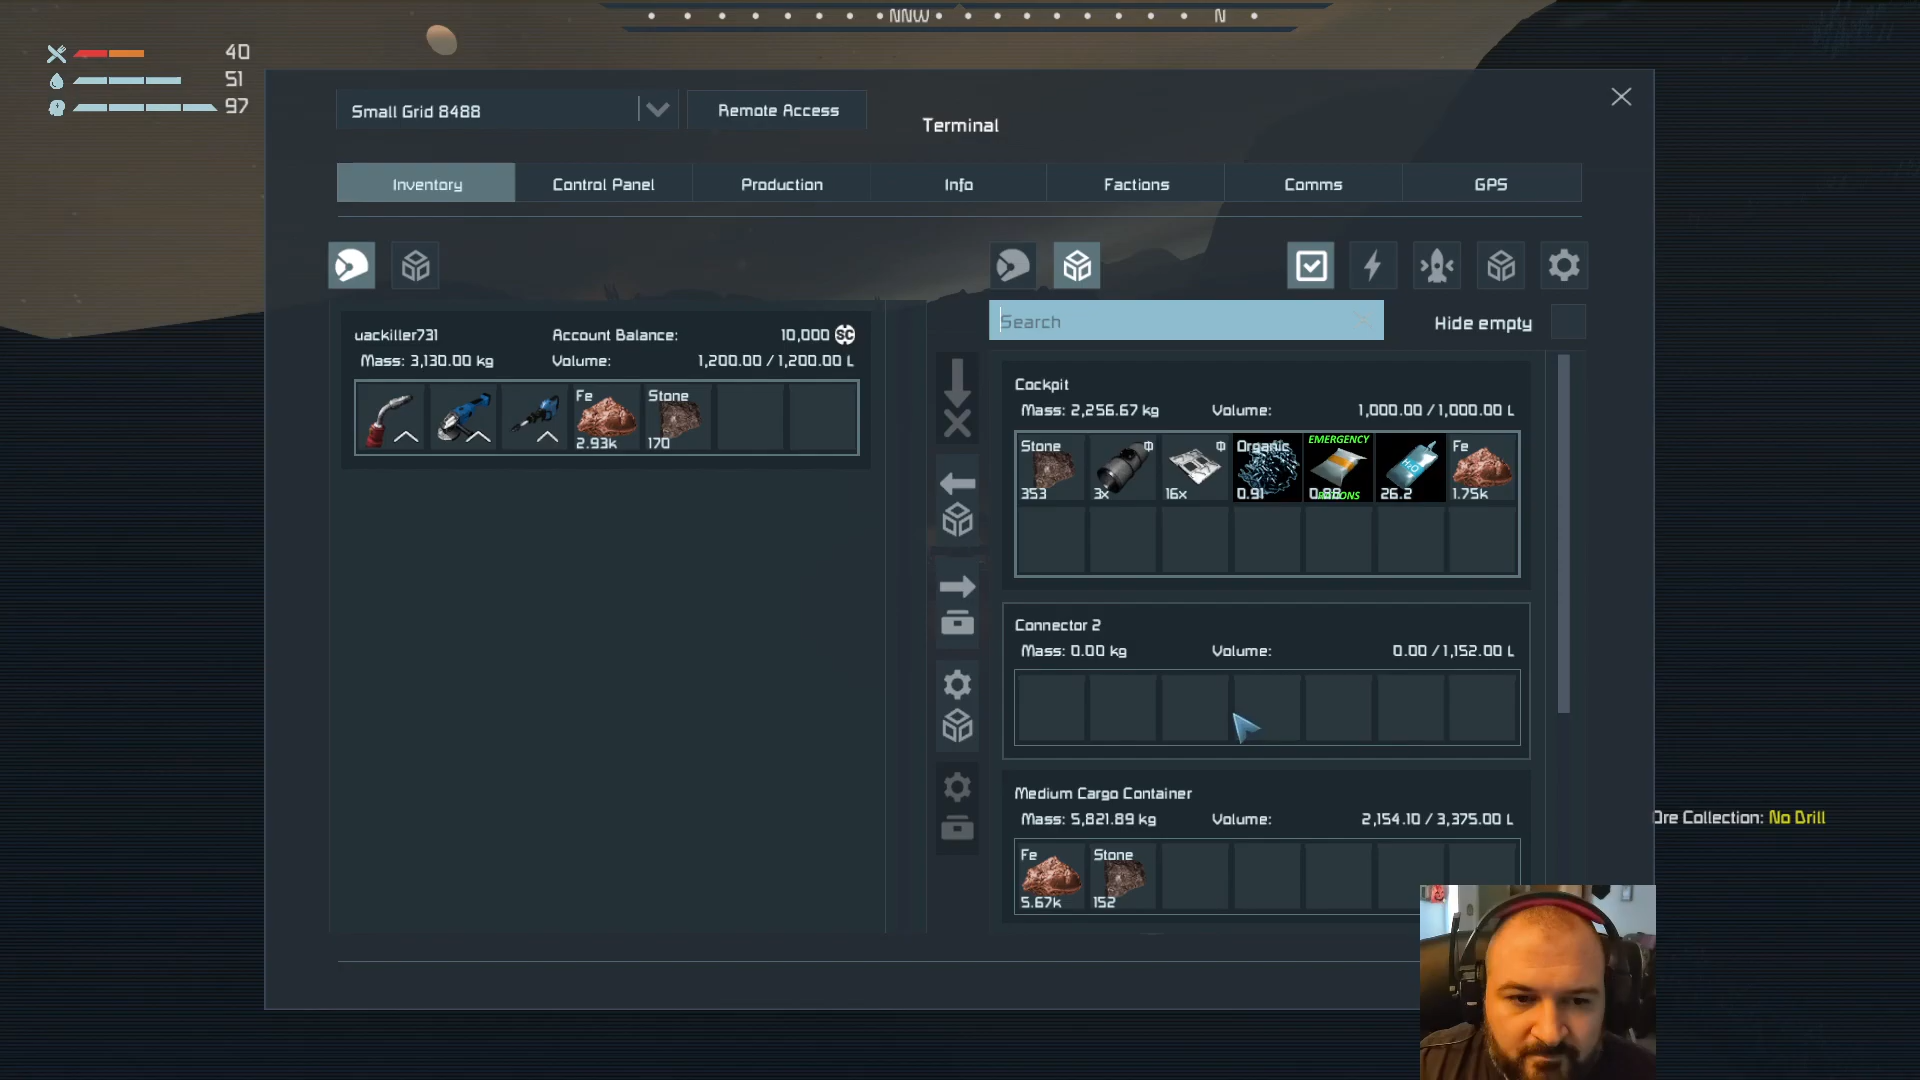 NNW
N
40
51
97
Small Grid 8488
Remote Access
Terminal
Inventory
Control Panel
Production
Info
Factions
Comms
GPS
Search
Hide empty
uackiller731
Account Balance:
10,000 SC
Mass: 3,130.00 kg
Volume:
1,200.00 / 1,200.00 L
Fe
Stone
2.93k
170
Cockpit
Mass: 2,256.67 kg
Volume:
1,000.00 / 1,000.00 L
Stone
Organic
EMERGENCY
Fe
353
3x
16x
0.91
0.88
RATIONS
H2O
26.2
1.75k
Connector 2
Mass: 0.00 kg
Volume:
0.00 / 1,152.00 L
Medium Cargo Container
Mass: 5,821.89 kg
Volume:
2,154.10 / 3,375.00 L
Fe
Stone
5.67k
152
Ore Collection: No Drill